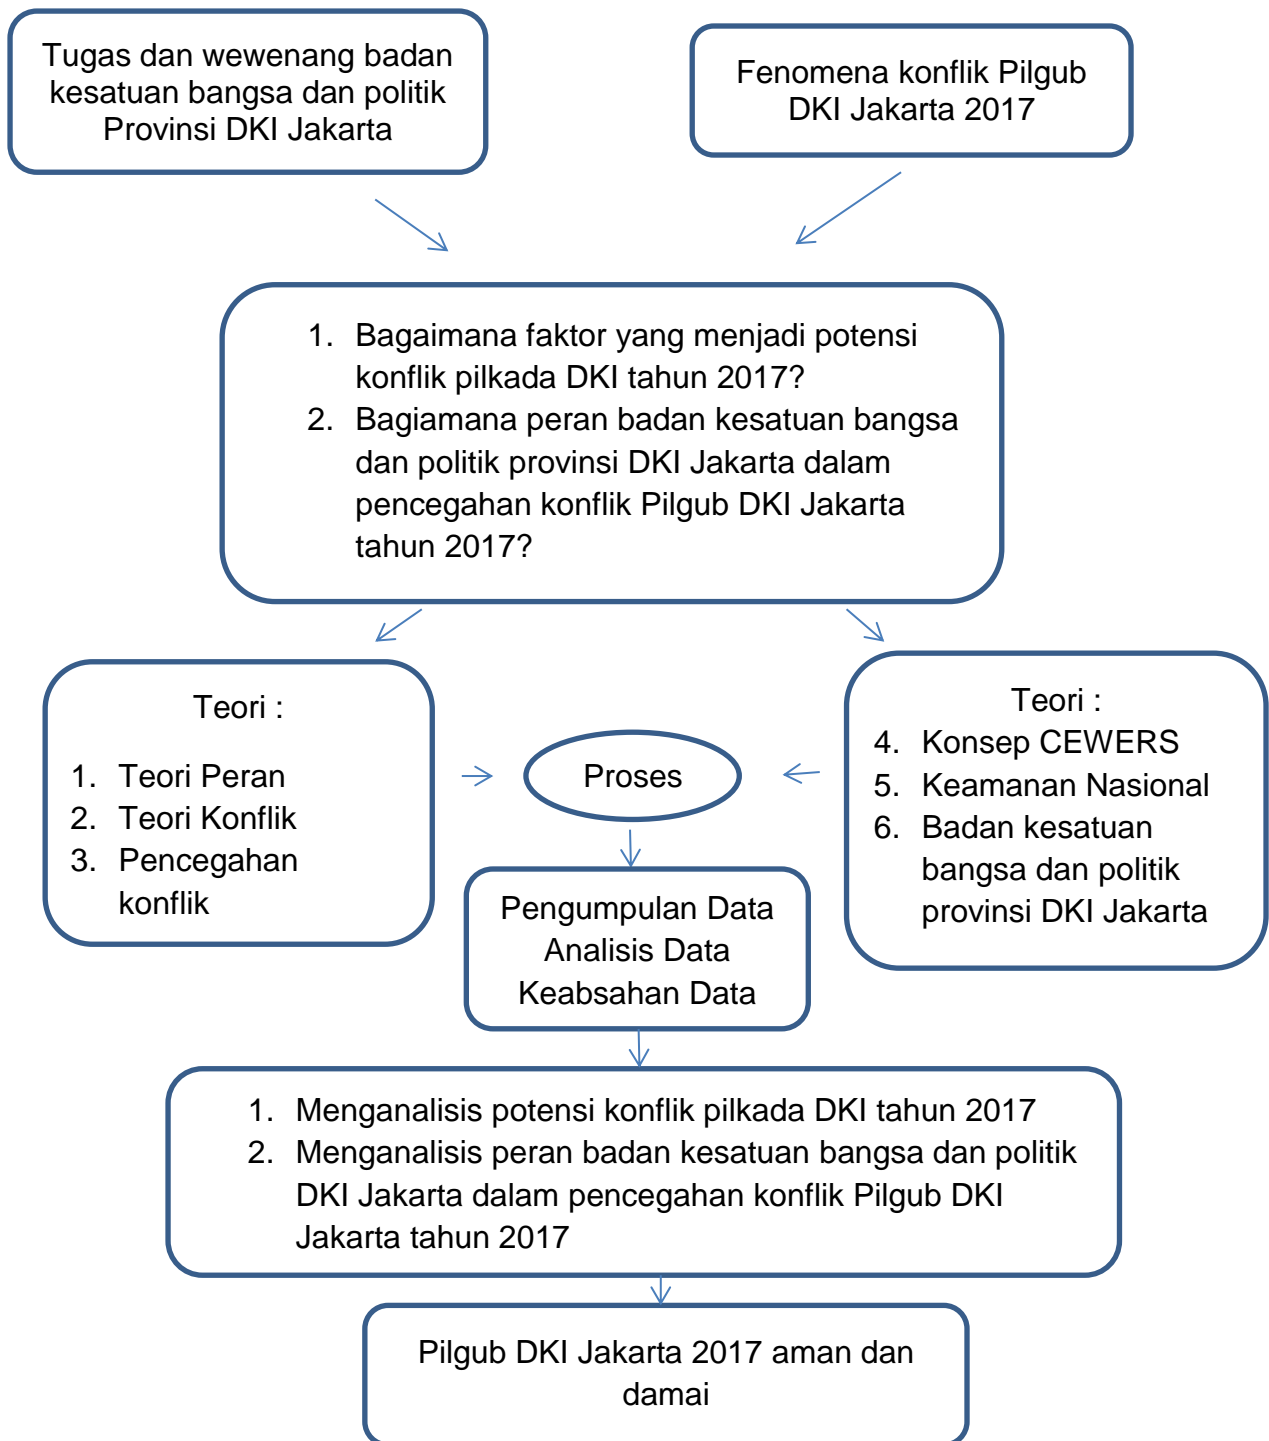 Tugas dan wewenang badan
kesatuan bangsa dan politik
Provinsi DKI Jakarta
Fenomena konflik Pilgub
DKI Jakarta 2017
1. Bagaimana faktor yang menjadi potensi
konflik pilkada DKI tahun 2017?
2. Bagiamana peran badan kesatuan bangsa
dan politik provinsi DKI Jakarta dalam
pencegahan konflik Pilgub DKI Jakarta
tahun 2017?
Teori :
1. Teori Peran
2. Teori Konflik
3. Pencegahan
konflik
Proses
Teori :
4. Konsep CEWERS
5. Keamanan Nasional
6. Badan kesatuan
bangsa dan politik
provinsi DKI Jakarta
Pengumpulan Data
Analisis Data
Keabsahan Data
1. Menganalisis potensi konflik pilkada DKI tahun 2017
2. Menganalisis peran badan kesatuan bangsa dan politik
DKI Jakarta dalam pencegahan konflik Pilgub DKI
Jakarta tahun 2017
Pilgub DKI Jakarta 2017 aman dan
damai